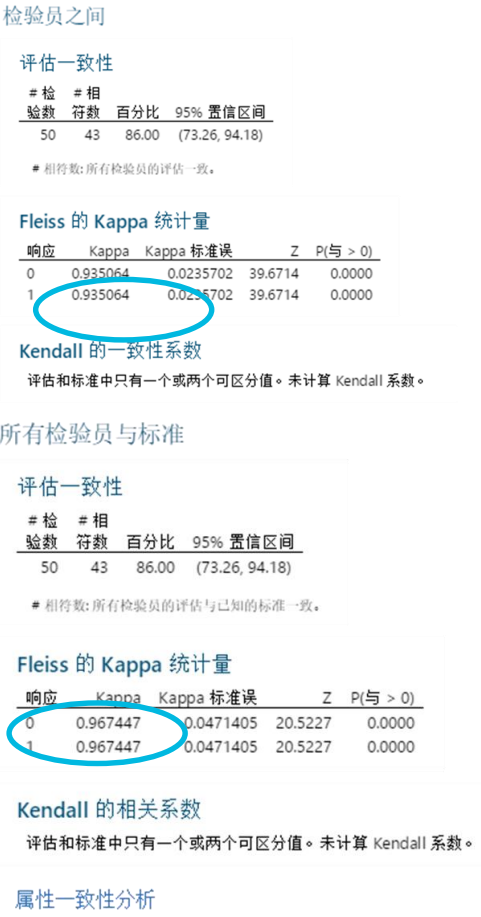 检验员之间
评估一致性
# 检 # 相
验数 符数 百分比 95% 置信区间
50 43 86.00 (73.26, 94.18)
# 相符数: 所有检验员的评估一致。
Fleiss 的 Kappa 统计量
响应 Kappa Kappa 标准误 Z P(与 > 0)
0 0.935064 0.0235702 39.6714 0.0000
1 0.935064 0.0235702 39.6714 0.0000
Kendall 的一致性系数
评估和标准中只有一个或两个可区分值。未计算 Kendall 系数。
所有检验员与标准
评估一致性
# 检 # 相
验数 符数 百分比 95% 置信区间
50 43 86.00 (73.26, 94.18)
# 相符数: 所有检验员的评估与已知的标准一致。
Fleiss 的 Kappa 统计量
响应 Kappa Kappa 标准误 Z P(与 > 0)
0 0.967447 0.0471405 20.5227 0.0000
1 0.967447 0.0471405 20.5227 0.0000
Kendall 的相关系数
评估和标准中只有一个或两个可区分值。未计算 Kendall 系数。
属性一致性分析